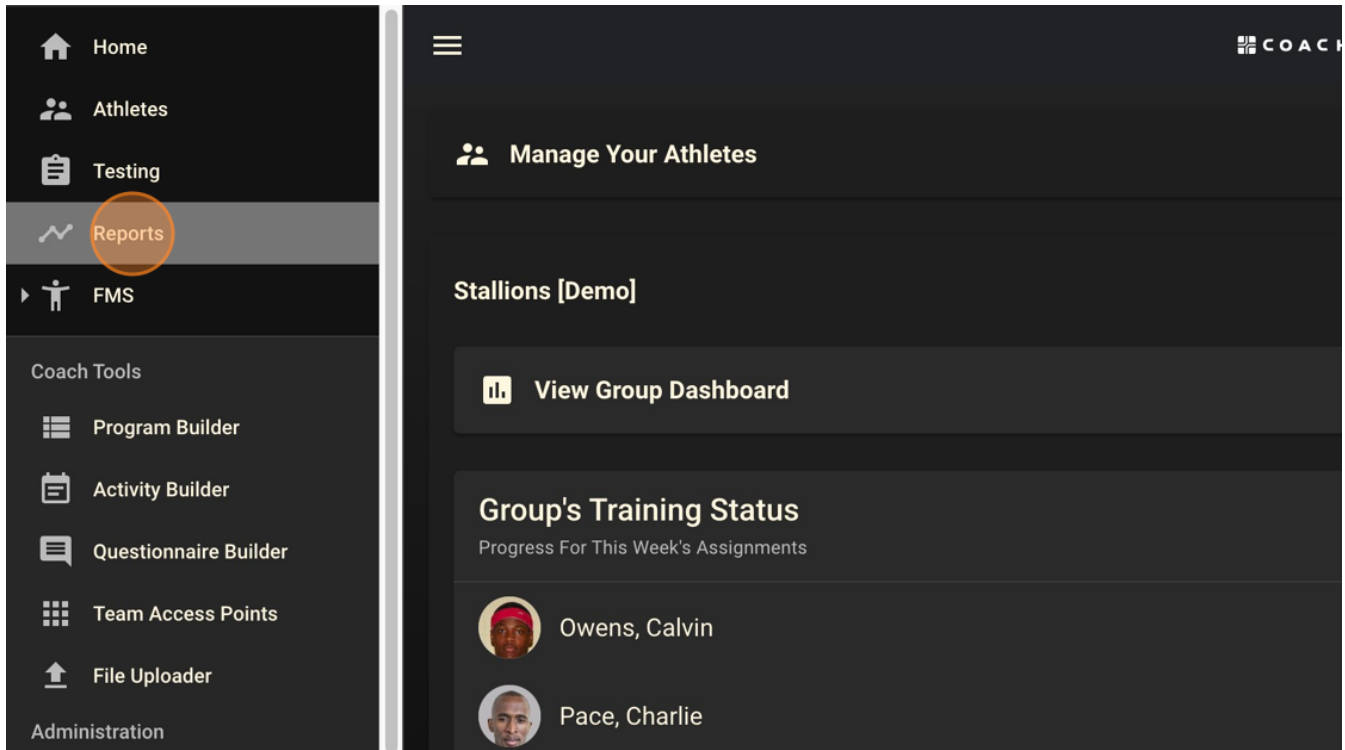 Home
Athletes
Testing
Reports
FMS
Coach Tools
Program Builder
Activity Builder
Questionnaire Builder
Team Access Points
File Uploader
Administration
COACH
Manage Your Athletes
Stallions [Demo]
View Group Dashboard
Group's Training Status
Progress For This Week's Assignments
Owens, Calvin
Pace, Charlie